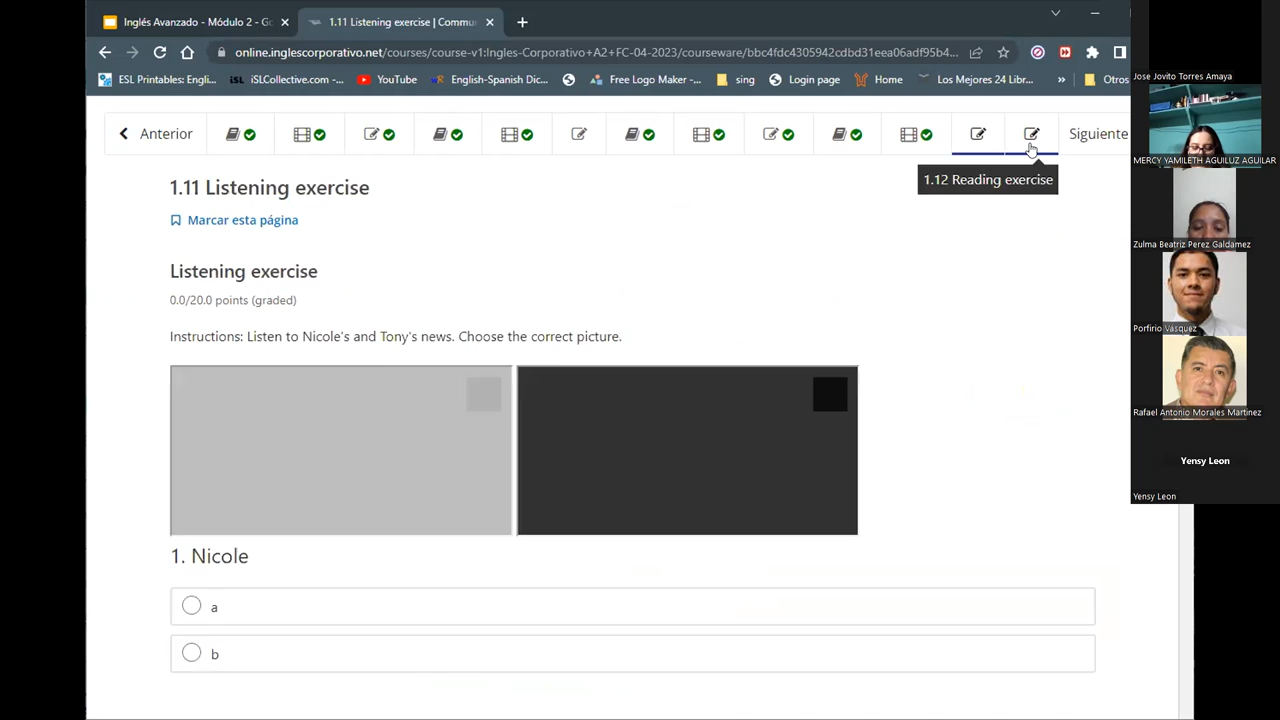 Inglés Avanzado - Módulo 2 - Go
1.11 Listening exercise | Commu
online.inglescorporativo.net/courses/course-v1:Ingles-Corporativo+A2+FC-04-2023/courseware/bbc4fdc4305942cdbd31eea06adf95b4...
ESL Printables: Engli...
iSL
iSLCollective.com -...
YouTube
English-Spanish Dic...
Free Logo Maker -...
sing
Login page
Home
Los Mejores 24 Libr...
»
Otros
Anterior
Siguiente
1.12 Reading exercise
1.11 Listening exercise
Marcar esta página
Listening exercise
0.0/20.0 points (graded)
Instructions: Listen to Nicole's and Tony's news. Choose the correct picture.
1. Nicole
a
b
Jose Jovito Torres Amaya
MERCY YAMILETH AGUILUZ AGUILAR
Zulma Beatriz Perez Galdamez
Porfirio Vásquez
Rafael Antonio Morales Martinez
Yensy Leon
Yensy Leon